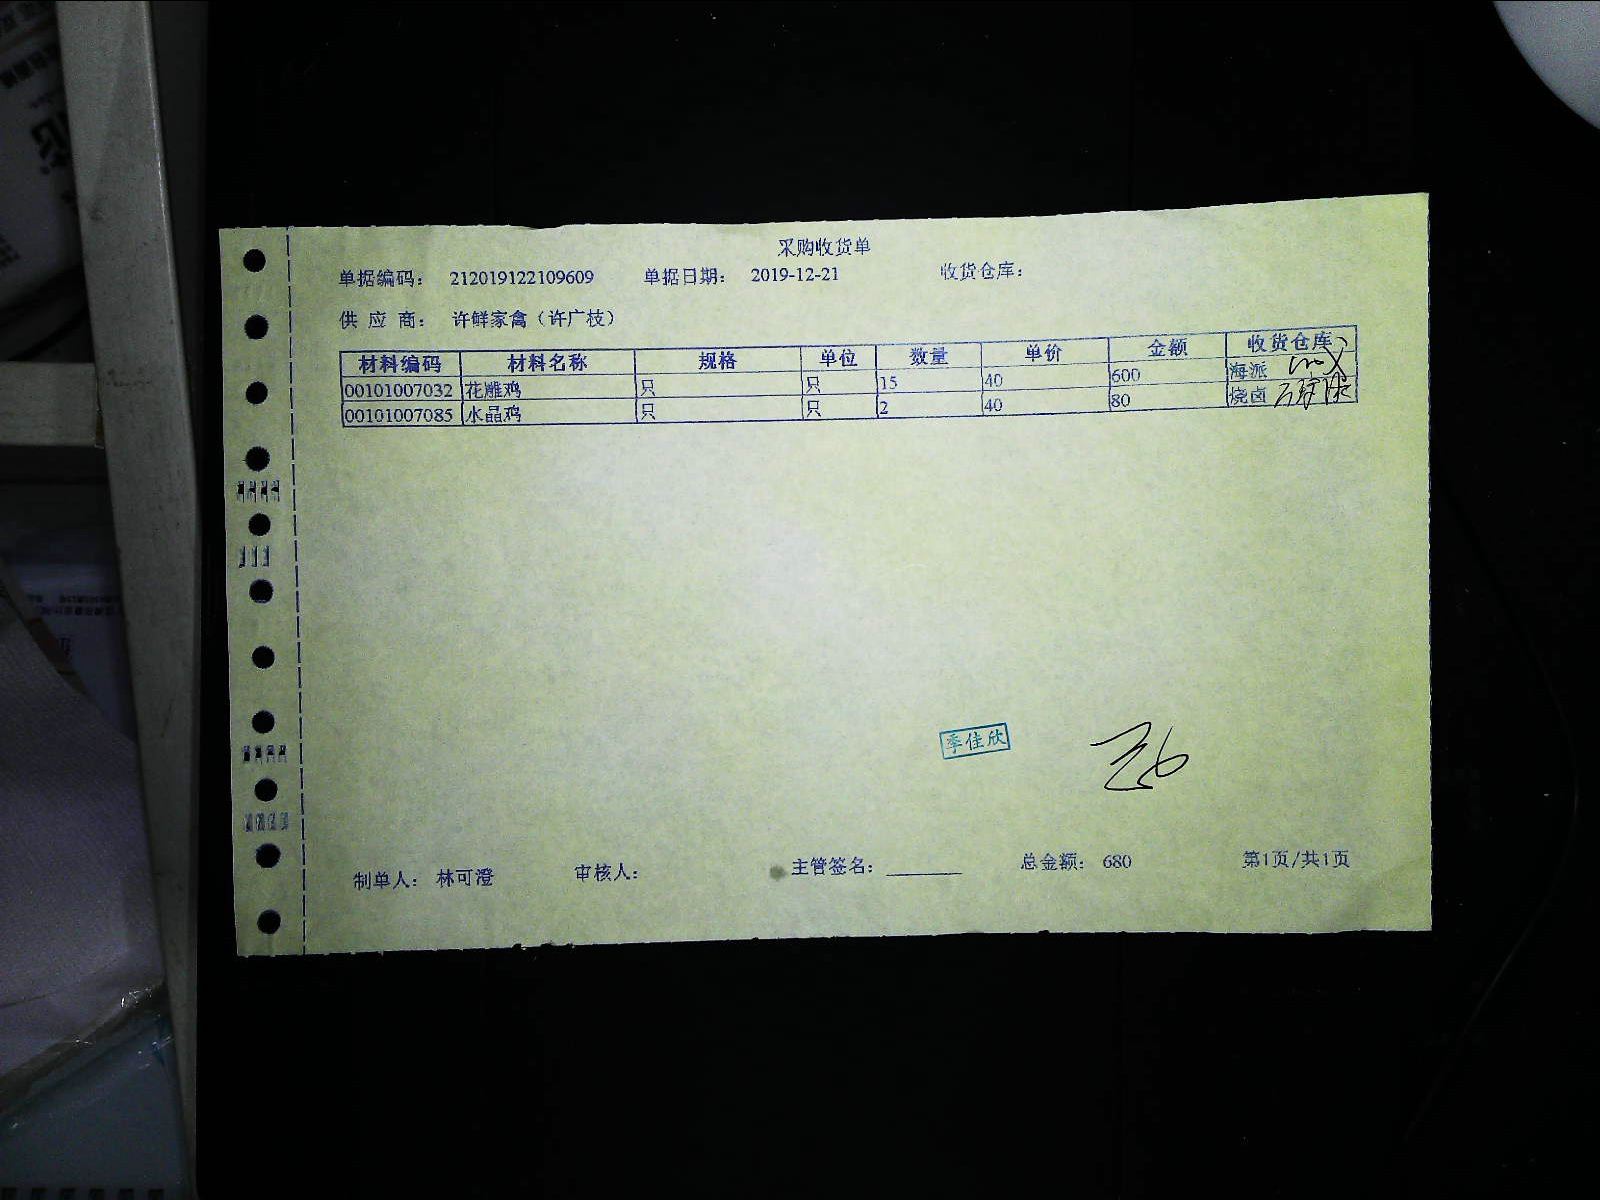 采购收货单
单据编码： 212019122109609 单据日期： 2019-12-21 收货仓库：
供 应 商： 许鲜家禽（许广枝）
材料编码 材料名称 规格 单位 数量 单价 金额 收货仓库
00101007032 花雕鸡 只 只 15 40 600 海派
00101007085 水晶鸡 只 只 2 40 80 烧卤
季佳欣
制单人： 林可澄 审核人： 主管签名： 总金额： 680 第1页/共1页